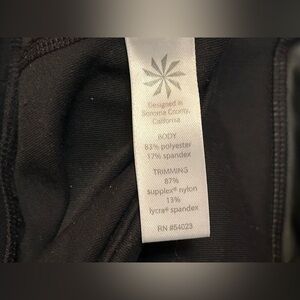 Designed in
Sonoma County,
California
BODY
83% polyester
17% spandex
TRIMMING
87%
supplex® nylon
13%
lycra® spandex
RN #54023